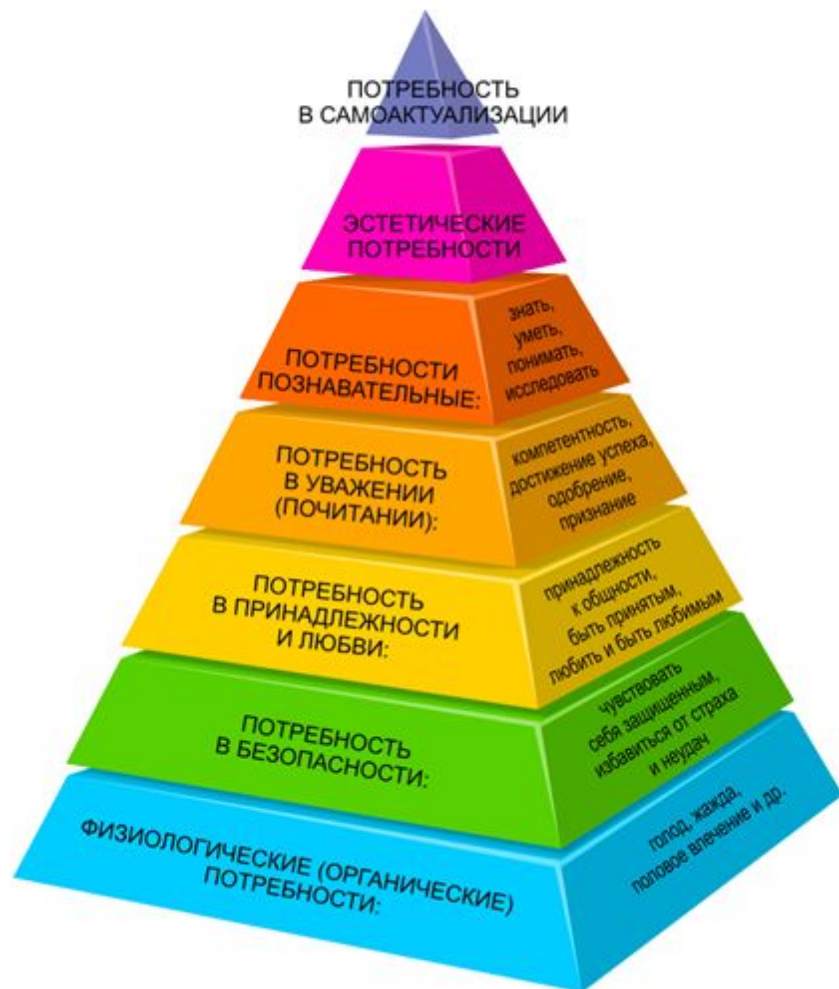 ПОТРЕБНОСТЬ
В САМОАКТУАЛИЗАЦИИ
ЭСТЕТИЧЕСКИЕ
ПОТРЕБНОСТИ
ПОТРЕБНОСТИ
ПОЗНАВАТЕЛЬНЫЕ:
знать,
уметь,
понимать,
исследовать
ПОТРЕБНОСТЬ
В УВАЖЕНИИ
(ПОЧИТАНИИ):
компетентность,
достижение успеха,
одобрение,
признание
ПОТРЕБНОСТЬ
В ПРИНАДЛЕЖНОСТИ
И ЛЮБВИ:
принадлежность
к общности,
быть принятым,
любить и быть любимым
ПОТРЕБНОСТЬ
В БЕЗОПАСНОСТИ:
чувствовать
себя защищенным,
избавиться от страха
и неудач
ФИЗИОЛОГИЧЕСКИЕ (ОРГАНИЧЕСКИЕ)
ПОТРЕБНОСТИ:
голод, жажда,
половое влечение и др.